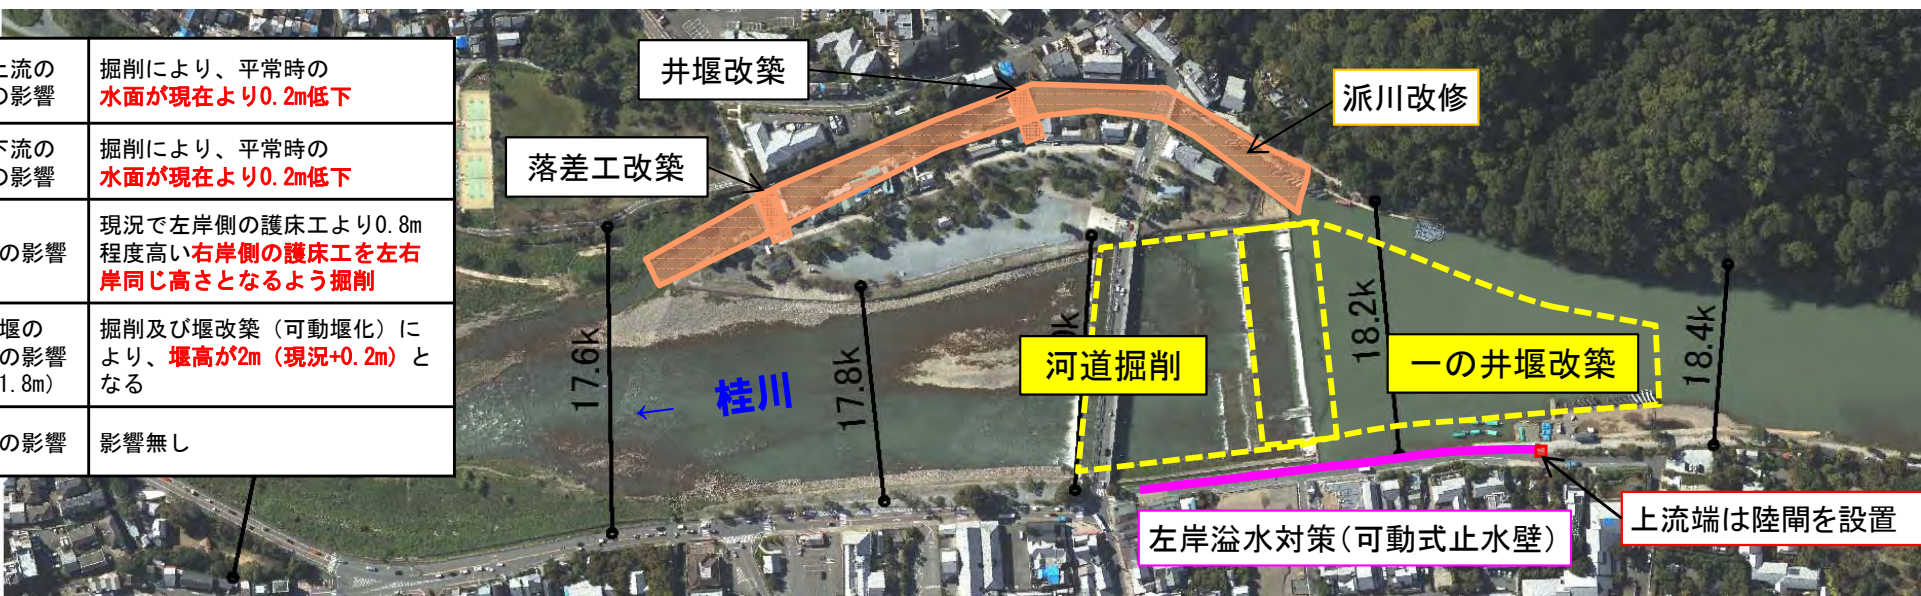 上流の
の影響
掘削により、平常時の
水面が現在より0.2m低下
下流の
の影響
掘削により、平常時の
水面が現在より0.2m低下
の影響
現況で左岸側の護床工より0.8m
程度高い右岸側の護床工を左右
岸同じ高さとなるよう掘削
堰の
の影響
1.8m）
掘削及び堰改築（可動堰化）に
より、堰高が2m（現況+0.2m）と
なる
の影響
影響無し
井堰改築
派川改修
落差工改築
17.6k
← 桂川
17.8k
0k
河道掘削
18.2k
一の井堰改築
18.4k
左岸溢水対策（可動式止水壁）
上流端は陸閘を設置